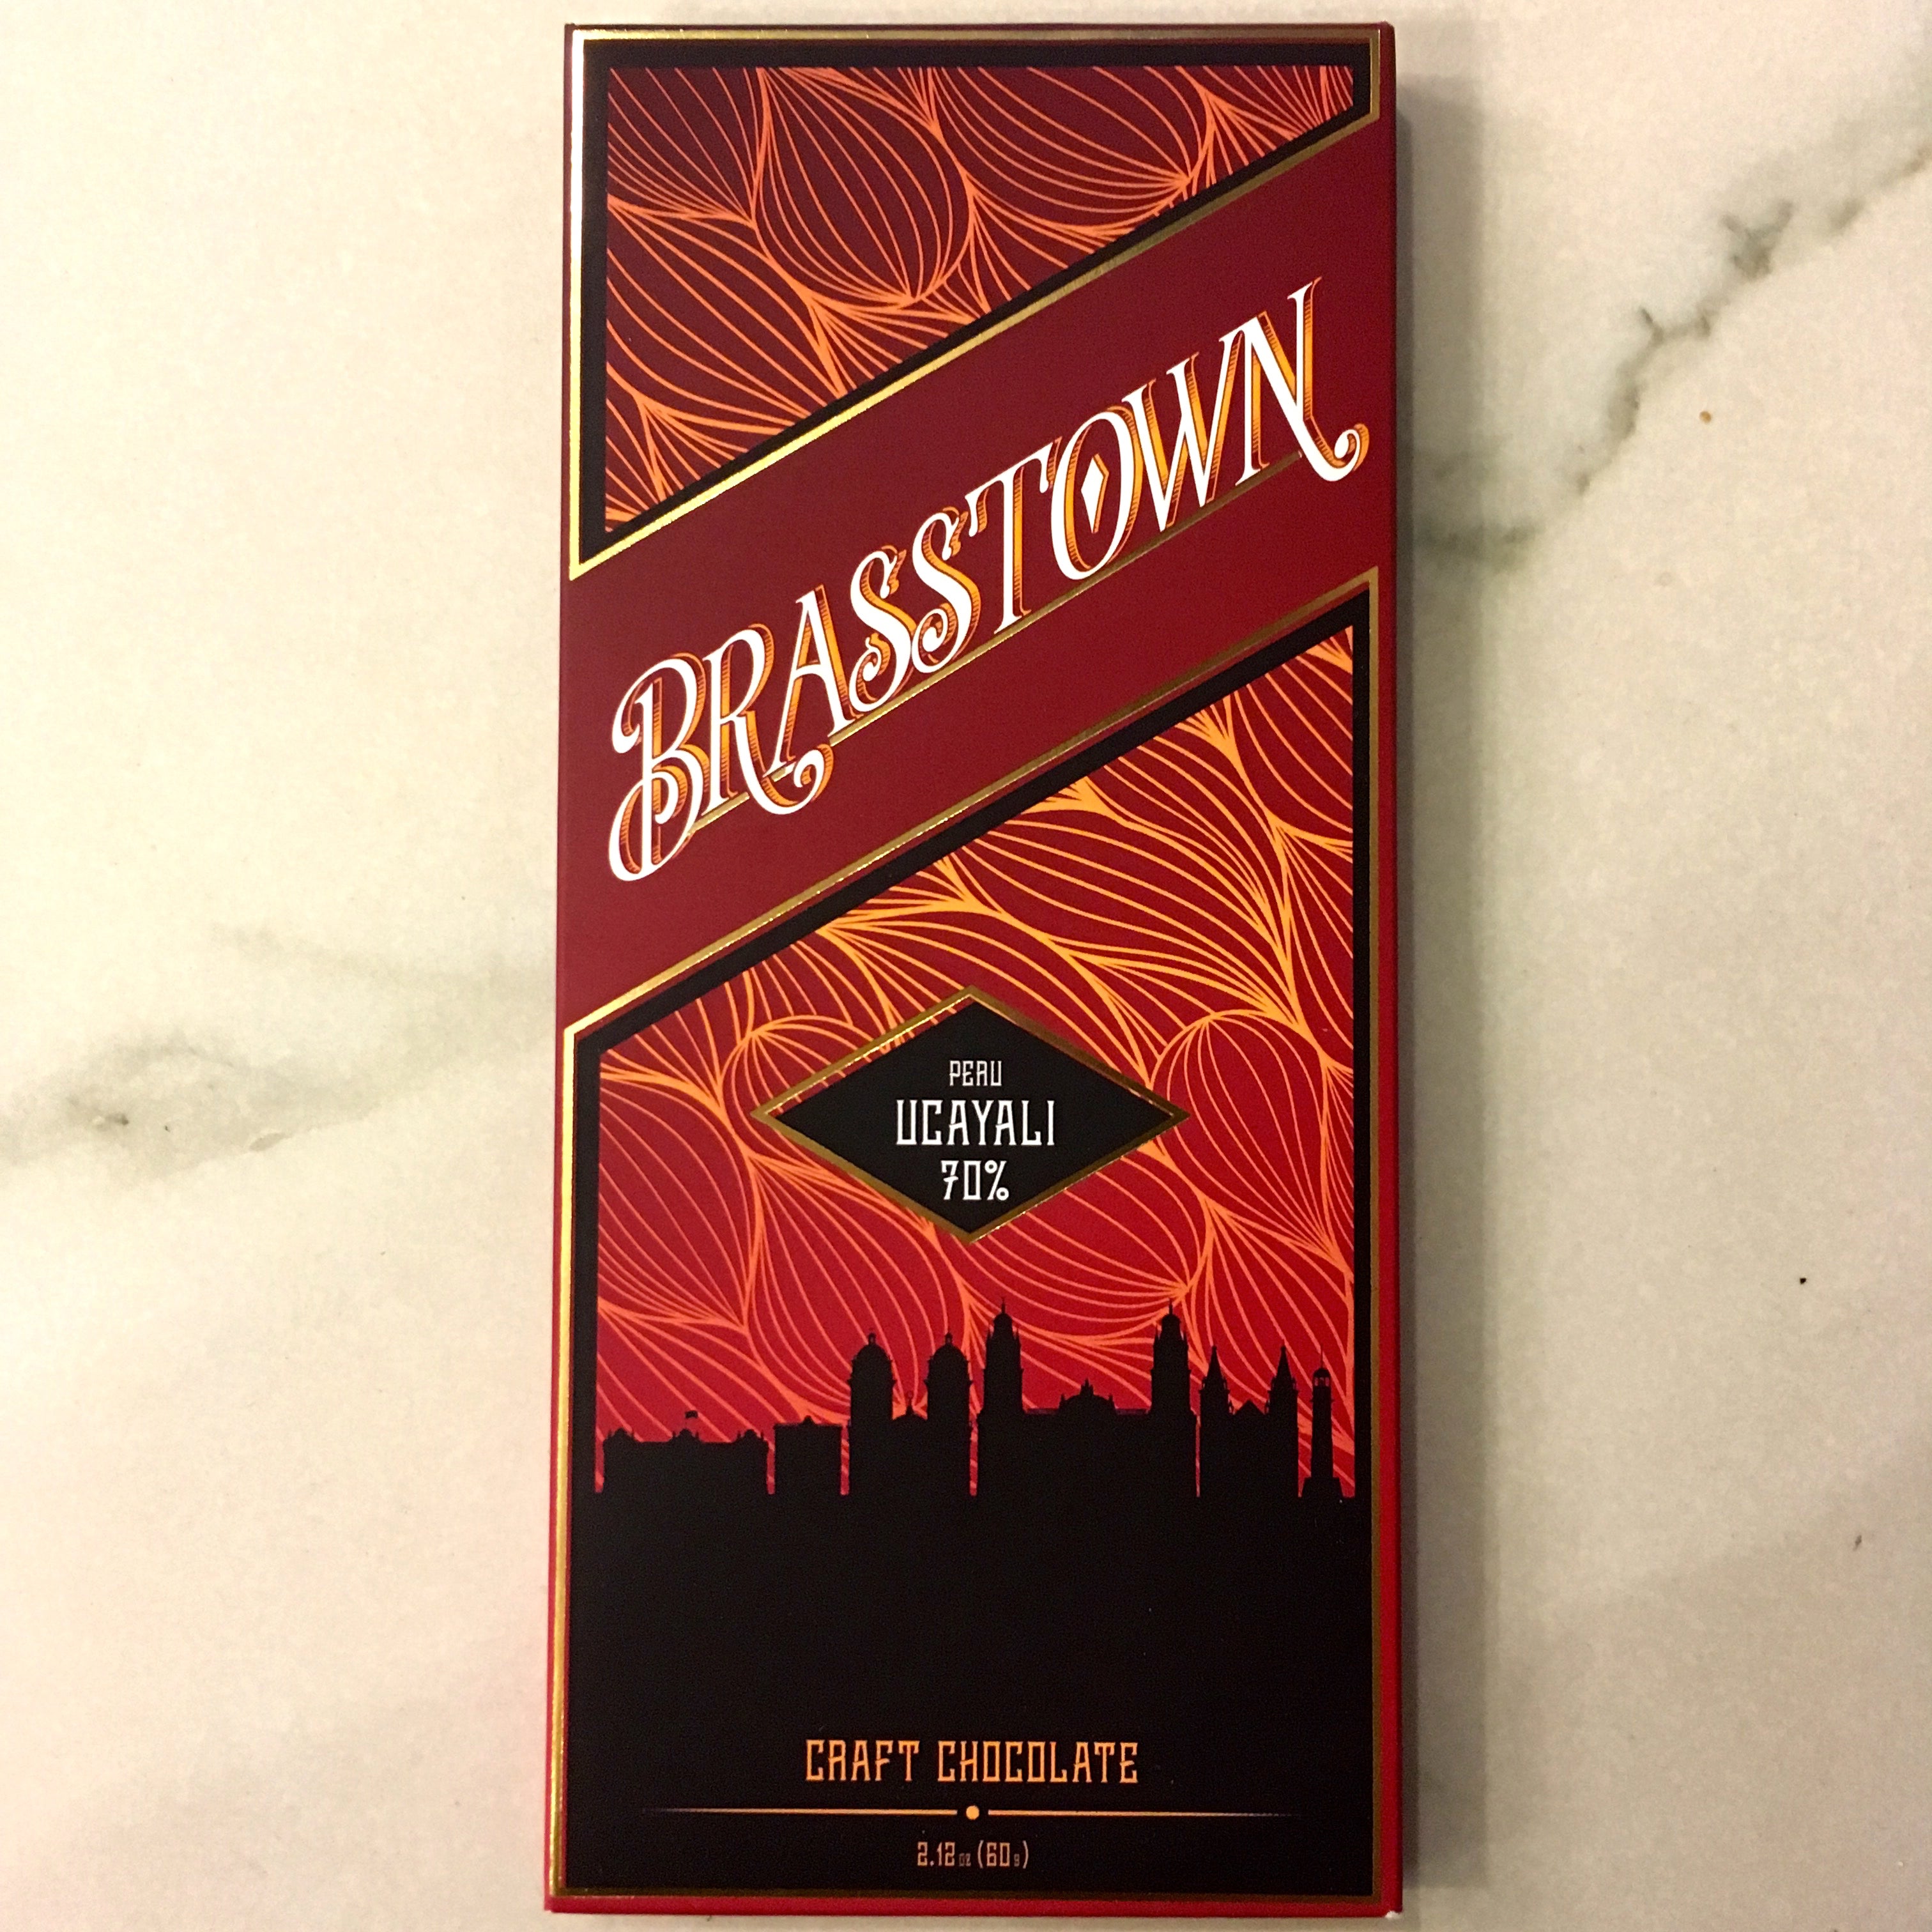 BRASSTOWN
PERU
UCAYALI
70%
CRAFT CHOCOLATE
2.12 oz (60 g)